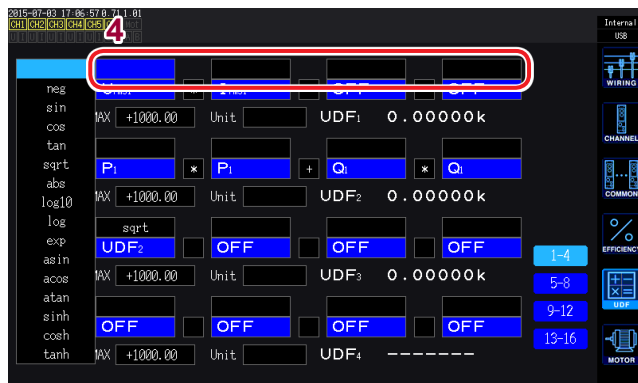 2015-07-03 17:06:57 0.71 1.01
CH1 CH2 CH3 CH4 CH5
Internal
USB
4
neg
sin
cos
tan
sqrt
abs
log10
log
exp
asin
acos
atan
sinh
cosh
tanh
* OFF OFF
MAX +1000.00 Unit UDF1 0.00000k
P1 * P1 + Q1 * Q1
MAX +1000.00 Unit UDF2 0.00000k
sqrt
UDF2 OFF OFF OFF
MAX +1000.00 Unit UDF3 0.00000k
OFF OFF OFF OFF
MAX +1000.00 Unit UDF4 -------
1-4
5-8
9-12
13-16
WIRING
CHANNEL
COMMON
EFFICIENCY
UDF
MOTOR